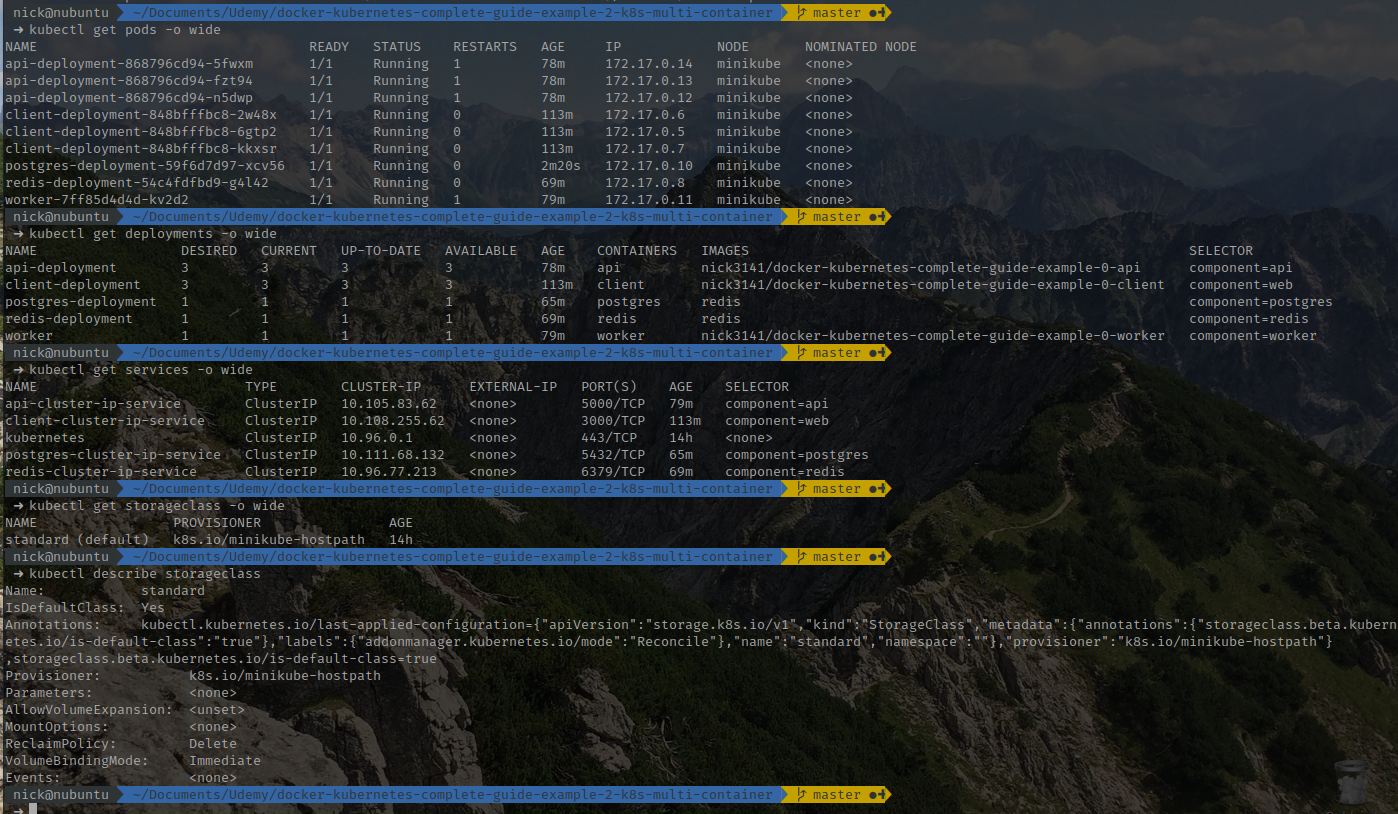 nick@nubuntu ~/Documents/Udemy/docker-kubernetes-complete-guide-example-2-k8s-multi-container master
➜ kubectl get pods -o wide
NAME READY STATUS RESTARTS AGE IP NODE NOMINATED NODE
api-deployment-868796cd94-5fwxm 1/1 Running 1 78m 172.17.0.14 minikube <none>
api-deployment-868796cd94-fzt94 1/1 Running 1 78m 172.17.0.13 minikube <none>
api-deployment-868796cd94-n5dwp 1/1 Running 1 78m 172.17.0.12 minikube <none>
client-deployment-848bfffbc8-2w48x 1/1 Running 0 113m 172.17.0.6 minikube <none>
client-deployment-848bfffbc8-6gtp2 1/1 Running 0 113m 172.17.0.5 minikube <none>
client-deployment-848bfffbc8-kkxsr 1/1 Running 0 113m 172.17.0.7 minikube <none>
postgres-deployment-59f6d7d97-xcv56 1/1 Running 0 2m20s 172.17.0.10 minikube <none>
redis-deployment-54c4fdfbd9-g4l42 1/1 Running 0 69m 172.17.0.8 minikube <none>
worker-7ff85d4d4d-kv2d2 1/1 Running 1 79m 172.17.0.11 minikube <none>
nick@nubuntu ~/Documents/Udemy/docker-kubernetes-complete-guide-example-2-k8s-multi-container master
➜ kubectl get deployments -o wide
NAME DESIRED CURRENT UP-TO-DATE AVAILABLE AGE CONTAINERS IMAGES SELECTOR
api-deployment 3 3 3 3 78m api nick3141/docker-kubernetes-complete-guide-example-0-api component=api
client-deployment 3 3 3 3 113m client nick3141/docker-kubernetes-complete-guide-example-0-client component=web
postgres-deployment 1 1 1 1 65m postgres redis component=postgres
redis-deployment 1 1 1 1 69m redis redis component=redis
worker 1 1 1 1 79m worker nick3141/docker-kubernetes-complete-guide-example-0-worker component=worker
nick@nubuntu ~/Documents/Udemy/docker-kubernetes-complete-guide-example-2-k8s-multi-container master
➜ kubectl get services -o wide
NAME TYPE CLUSTER-IP EXTERNAL-IP PORT(S) AGE SELECTOR
api-cluster-ip-service ClusterIP 10.105.83.62 <none> 5000/TCP 79m component=api
client-cluster-ip-service ClusterIP 10.108.255.62 <none> 3000/TCP 113m component=web
kubernetes ClusterIP 10.96.0.1 <none> 443/TCP 14h <none>
postgres-cluster-ip-service ClusterIP 10.111.68.132 <none> 5432/TCP 65m component=postgres
redis-cluster-ip-service ClusterIP 10.96.77.213 <none> 6379/TCP 69m component=redis
nick@nubuntu ~/Documents/Udemy/docker-kubernetes-complete-guide-example-2-k8s-multi-container master
➜ kubectl get storageclass -o wide
NAME PROVISIONER AGE
standard (default) k8s.io/minikube-hostpath 14h
nick@nubuntu ~/Documents/Udemy/docker-kubernetes-complete-guide-example-2-k8s-multi-container master
➜ kubectl describe storageclass
Name: standard
IsDefaultClass: Yes
Annotations: kubectl.kubernetes.io/last-applied-configuration={"apiVersion":"storage.k8s.io/v1","kind":"StorageClass","metadata":{"annotations":{"storageclass.beta.kubern
etes.io/is-default-class":"true"},"labels":{"addonmanager.kubernetes.io/mode":"Reconcile"},"name":"standard","namespace":""},"provisioner":"k8s.io/minikube-hostpath"}
,storageclass.beta.kubernetes.io/is-default-class=true
Provisioner: k8s.io/minikube-hostpath
Parameters: <none>
AllowVolumeExpansion: <unset>
MountOptions: <none>
ReclaimPolicy: Delete
VolumeBindingMode: Immediate
Events: <none>
nick@nubuntu ~/Documents/Udemy/docker-kubernetes-complete-guide-example-2-k8s-multi-container master
➜